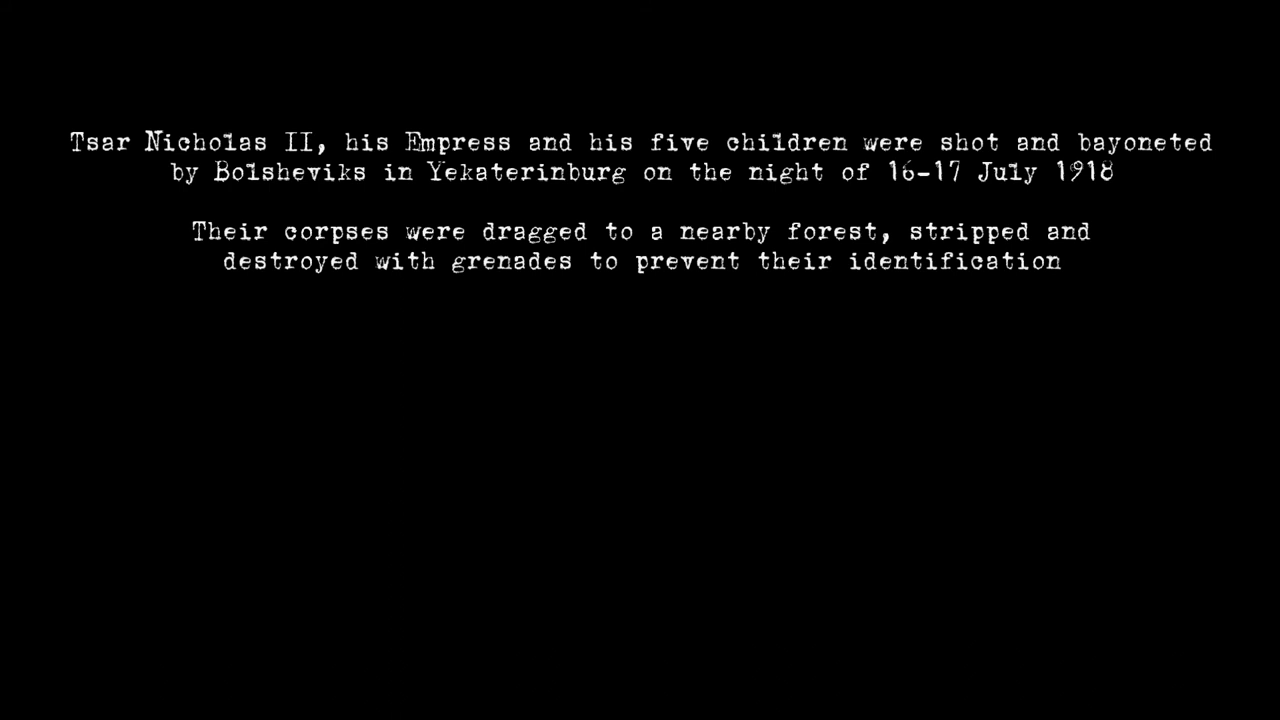 Tsar Nicholas II, his Empress and his five children were shot and bayoneted
by Bolsheviks in Yekaterinburg on the night of 16-17 July 1918
Their corpses were dragged to a nearby forest, stripped and
destroyed with grenades to prevent their identification